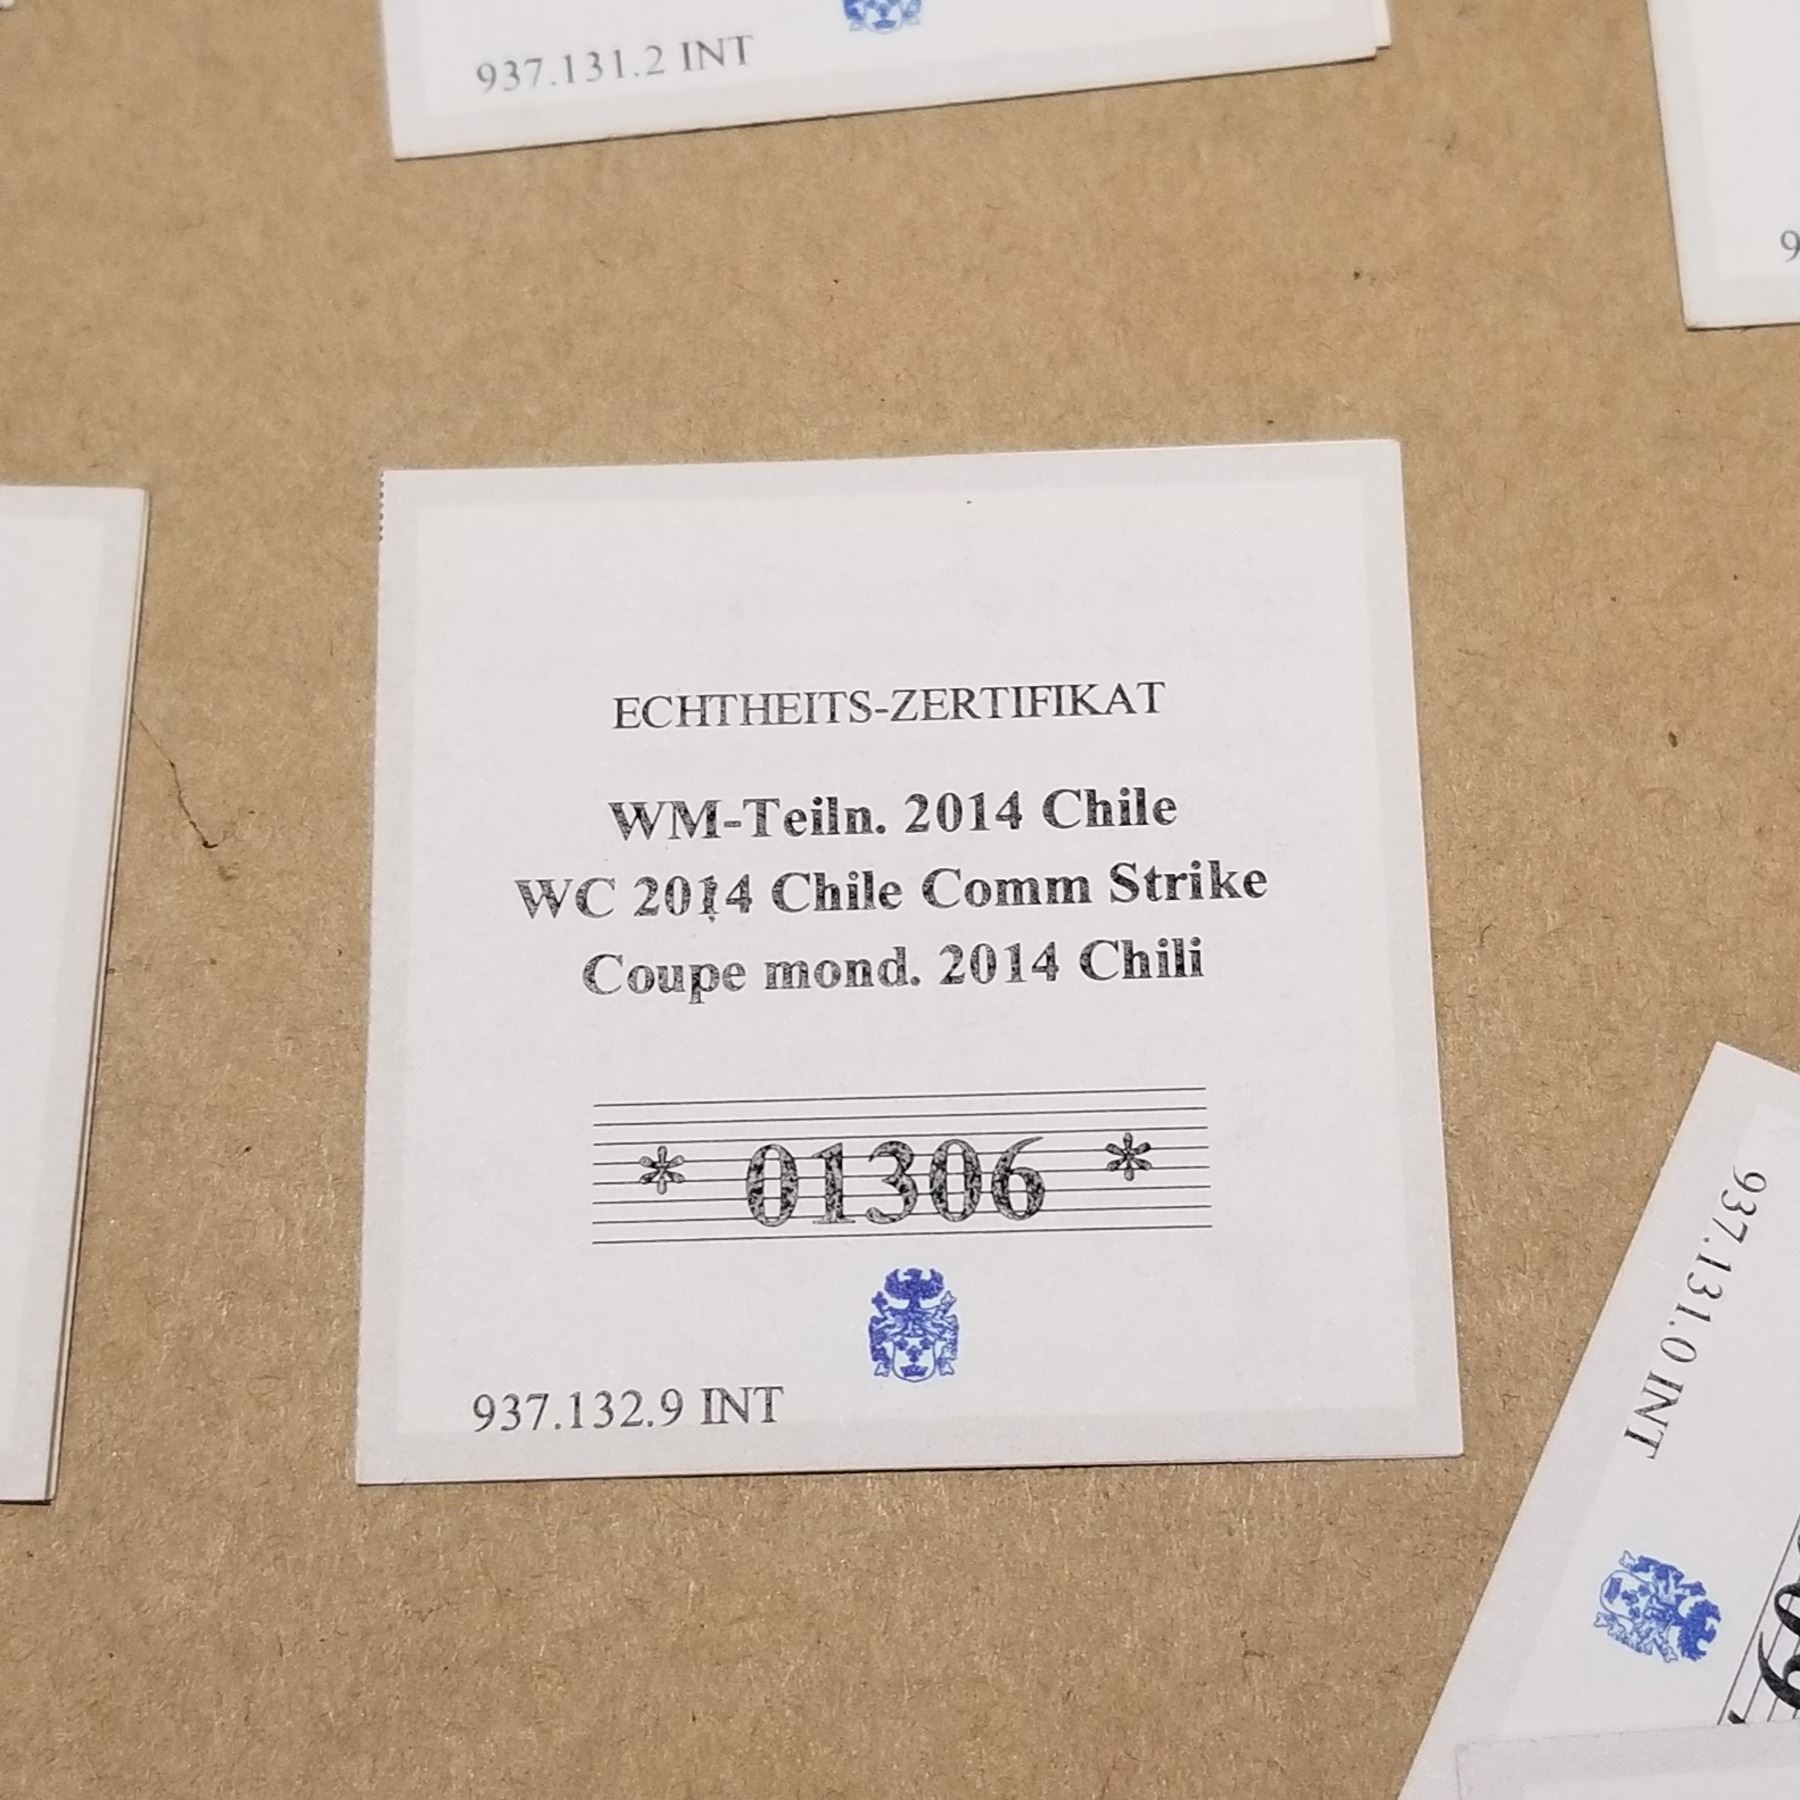 937.131.2 INT
ECHTHEITS-ZERTIFIKAT
WM-Teiln. 2014 Chile
WC 2014 Chile Comm Strike
Coupe mond. 2014 Chili
* 01306 *
937.132.9 INT
937.131.0 INT